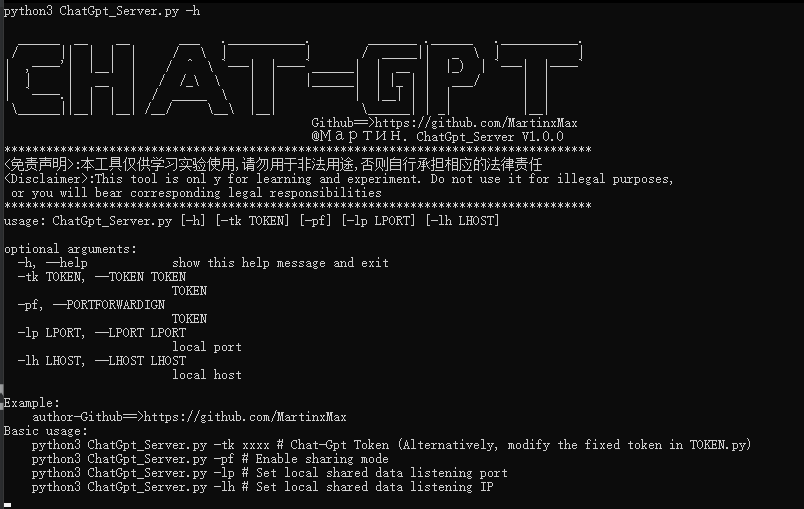 python3 ChatGpt_Server.py -h
CHAT-GPT
Github==>https://github.com/MartinxMax
@Мартин. ChatGpt_Server V1.0.0
************************************************************************************
<免责声明>:本工具仅供学习实验使用,请勿用于非法用途,否则自行承担相应的法律责任
<Disclaimer>:This tool is onl y for learning and experiment. Do not use it for illegal purposes,
or you will bear corresponding legal responsibilities
************************************************************************************
usage: ChatGpt_Server.py [-h] [-tk TOKEN] [-pf] [-lp LPORT] [-lh LHOST]
optional arguments:
-h, --help show this help message and exit
-tk TOKEN, --TOKEN TOKEN
TOKEN
-pf, --PORTFORWARDIGN
TOKEN
-lp LPORT, --LPORT LPORT
local port
-lh LHOST, --LHOST LHOST
local host
Example:
author-Github==>https://github.com/MartinxMax
Basic usage:
python3 ChatGpt_Server.py -tk xxxx # Chat-Gpt Token (Alternatively, modify the fixed token in TOKEN.py)
python3 ChatGpt_Server.py -pf # Enable sharing mode
python3 ChatGpt_Server.py -lp # Set local shared data listening port
python3 ChatGpt_Server.py -lh # Set local shared data listening IP